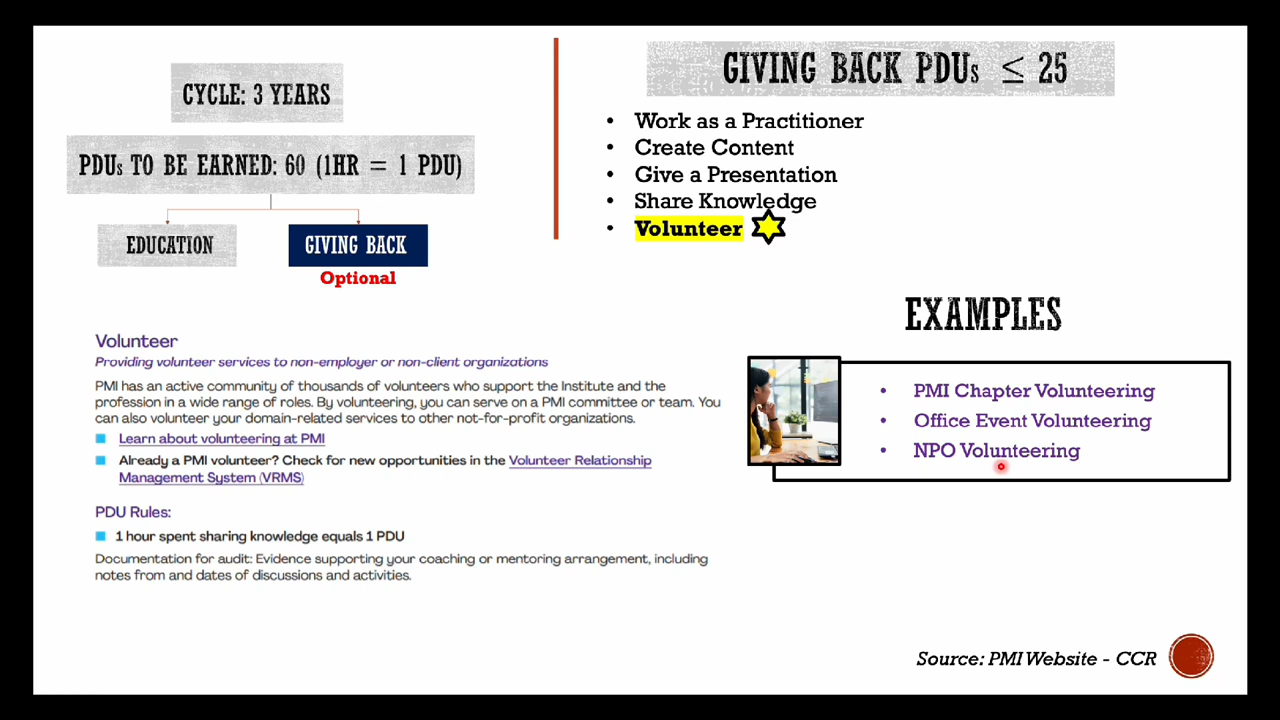 CYCLE: 3 YEARS
PDUs TO BE EARNED: 60 (1HR = 1 PDU)
EDUCATION
GIVING BACK
Optional
GIVING BACK PDUs ≤ 25
• Work as a Practitioner
• Create Content
• Give a Presentation
• Share Knowledge
• Volunteer
Volunteer
Providing volunteer services to non-employer or non-client organizations
PMI has an active community of thousands of volunteers who support the Institute and the
profession in a wide range of roles. By volunteering, you can serve on a PMI committee or team. You
can also volunteer your domain-related services to other not-for-profit organizations.
Learn about volunteering at PMI
Already a PMI volunteer? Check for new opportunities in the Volunteer Relationship
Management System (VRMS)
PDU Rules:
1 hour spent sharing knowledge equals 1 PDU
Documentation for audit: Evidence supporting your coaching or mentoring arrangement, including
notes from and dates of discussions and activities.
EXAMPLES
• PMI Chapter Volunteering
• Office Event Volunteering
• NPO Volunteering
Source: PMI Website - CCR